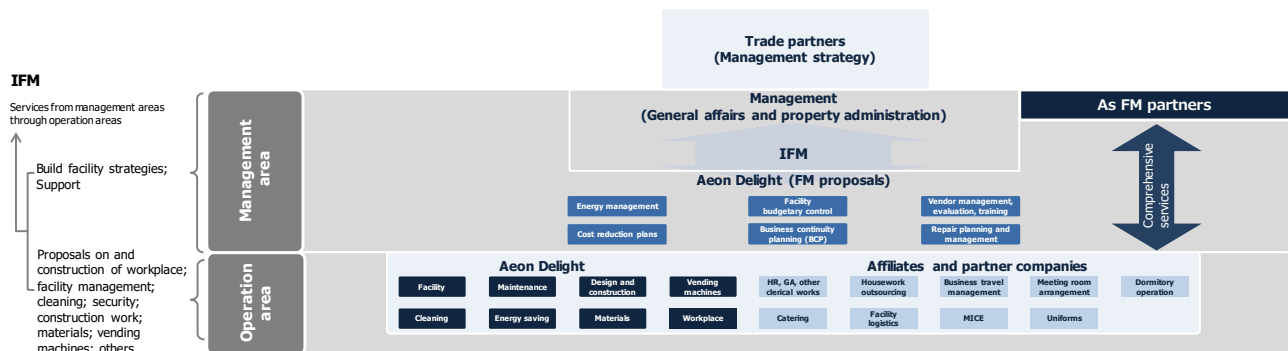 Trade partners
(Management strategy)
IFM
Services from management areas
through operation areas
Build facility strategies;
Support
Proposals on and
construction of workplace;
facility management;
cleaning; security;
construction work;
materials; vending
machines; others
Management
area
Operation
area
Management
(General affairs and property administration)
IFM
Aeon Delight (FM proposals)
Energy management
Facility
budgetary control
Vendor management,
evaluation, training
Cost reduction plans
Business continuity
planning (BCP)
Repair planning and
management
As FM partners
Comprehensive
services
Aeon Delight
Affiliates and partner companies
Facility
Maintenance
Design and
construction
Vending
machines
HR, GA, other
clerical works
Housework
outsourcing
Business travel
management
Meeting room
arrangement
Dormitory
operation
Cleaning
Energy saving
Materials
Workplace
Catering
Facility
logistics
MICE
Uniforms